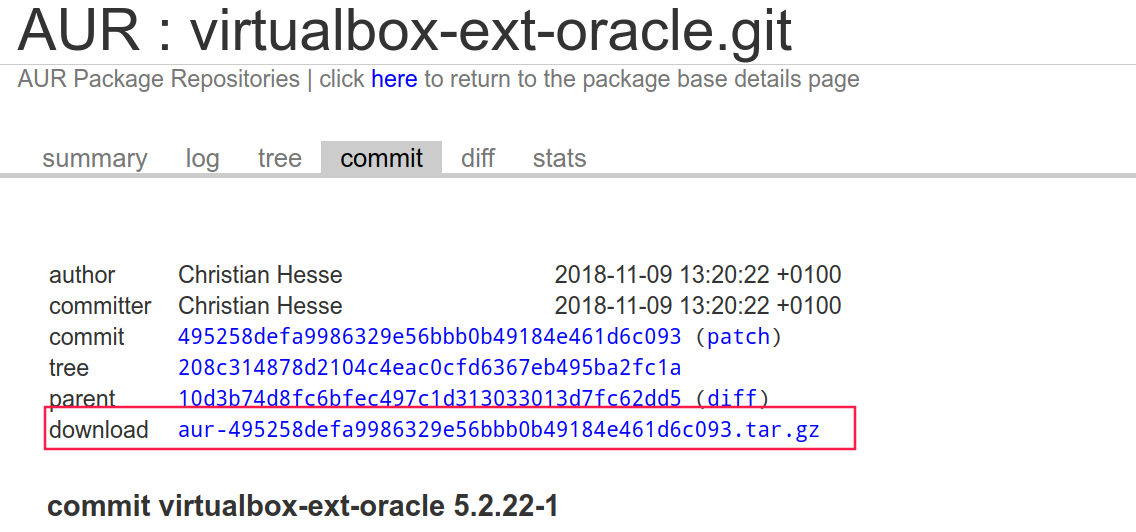 AUR : virtualbox-ext-oracle.git
AUR Package Repositories | click here to return to the package base details page
summary log tree commit diff stats
author Christian Hesse 2018-11-09 13:20:22 +0100
committer Christian Hesse 2018-11-09 13:20:22 +0100
commit 495258defa9986329e56bbb0b49184e461d6c093 (patch)
tree 208c314878d2104c4eac0cfd6367eb495ba2fc1a
parent 10d3b74d8fc6bfec497c1d313033013d7fc62dd5 (diff)
download aur-495258defa9986329e56bbb0b49184e461d6c093.tar.gz
commit virtualbox-ext-oracle 5.2.22-1